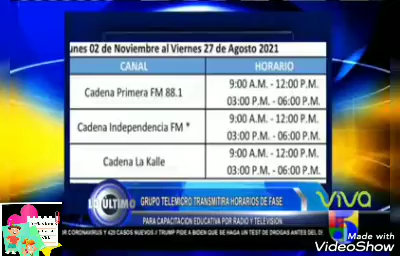 unes 02 de Noviembre al Viernes 27 de Agosto 2021
CANAL HORARIO
Cadena Primera FM 88.1 9:00 A.M. - 12:00 P.M.
03:00 P.M. - 06:00 P.M.
Cadena Independencia FM * 9:00 A.M. - 12:00 P.M.
03:00 P.M. - 06:00 P.M.
Cadena La Kalle 9:00 A.M. - 12:00 P.M.
03:00 P.M. - 06:00 P.M.
LO ÚLTIMO
GRUPO TELEMICRO TRANSMITIRA HORARIOS DE FASE
PARA CAPACITACION EDUCATIVA POR RADIO Y TELEVISION
OR CORONAVIRUS Y 420 CASOS NUEVOS // TRUMP PIDE A BIDEN QUE SE HAGA UN TEST DE DROGAS ANTES DEL D
VIVA
5
Made with
VideoShow